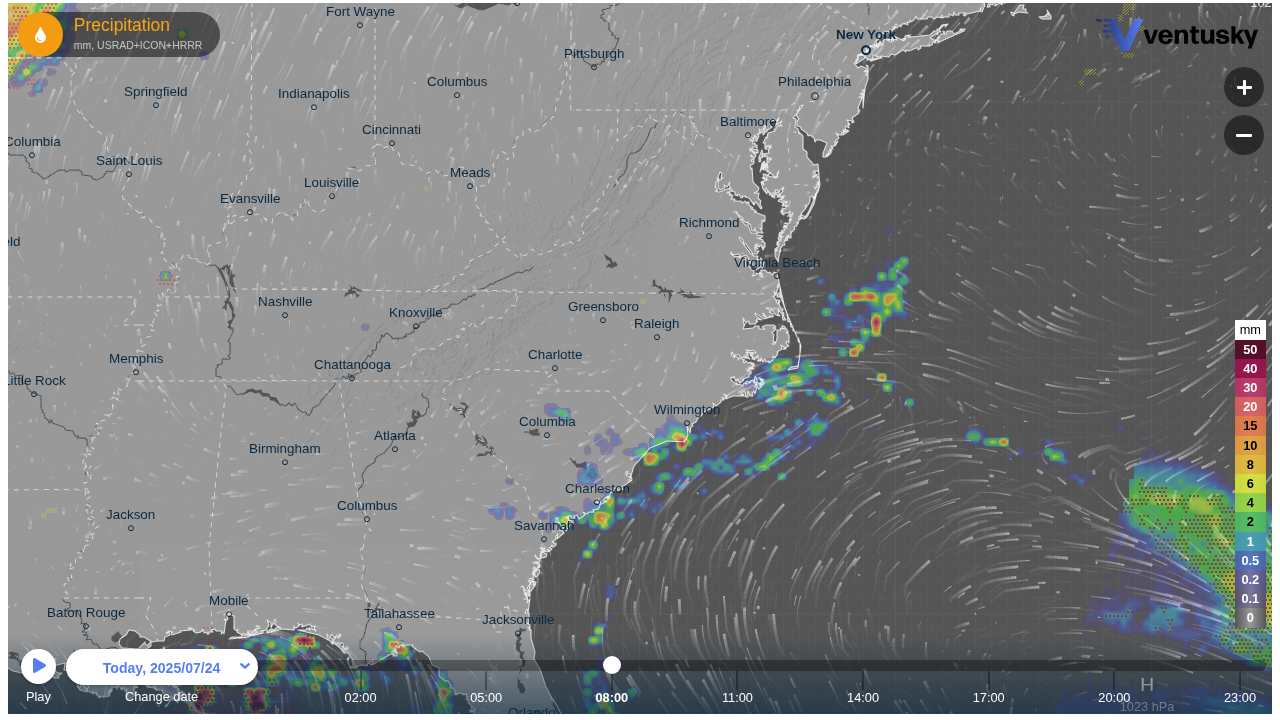 Precipitation
mm, USRAD+ICON+HRRR
Fort Wayne
102
New York
ventusky
Pittsburgh
Springfield
Indianapolis
Columbus
Philadelphia
+
Columbia
Cincinnati
Baltimore
−
Saint Louis
Evansville
Louisville
Meads
Richmond
eld
Virginia Beach
Nashville
Knoxville
Greensboro
Raleigh
Memphis
Chattanooga
Charlotte
Little Rock
Wilmington
Columbia
Atlanta
Birmingham
Charleston
Jackson
Columbus
Savannah
mm
50
40
30
20
15
10
8
6
4
2
1
0.5
0.2
0.1
0
Baton Rouge
Mobile
Tallahassee
Jacksonville
Today, 2025/07/24
H
1023 hPa
Play
Change date
02:00
05:00
08:00
11:00
14:00
17:00
20:00
23:00
Orlando